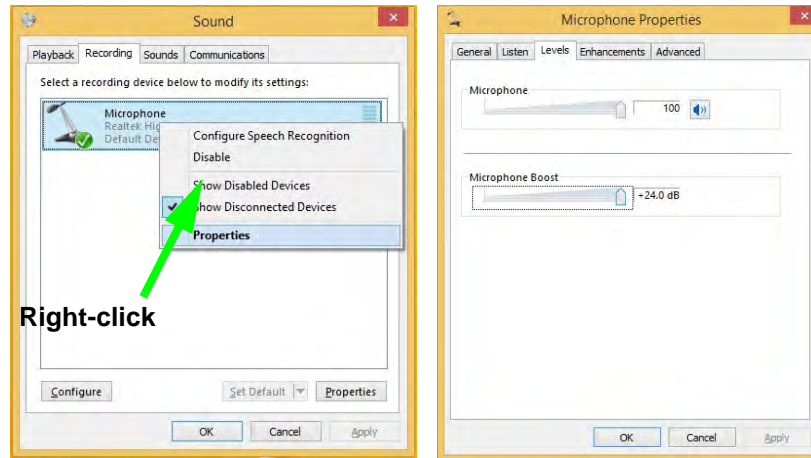 Sound
Playback Recording Sounds Communications
Select a recording device below to modify its settings:
Microphone
Realtek Hig
Default De
Configure Speech Recognition
Disable
Show Disabled Devices
Show Disconnected Devices
Properties
Right-click
Configure Set Default Properties
OK Cancel Apply
Microphone Properties
General Listen Levels Enhancements Advanced
Microphone
100
Microphone Boost
+24.0 dB
OK Cancel Apply